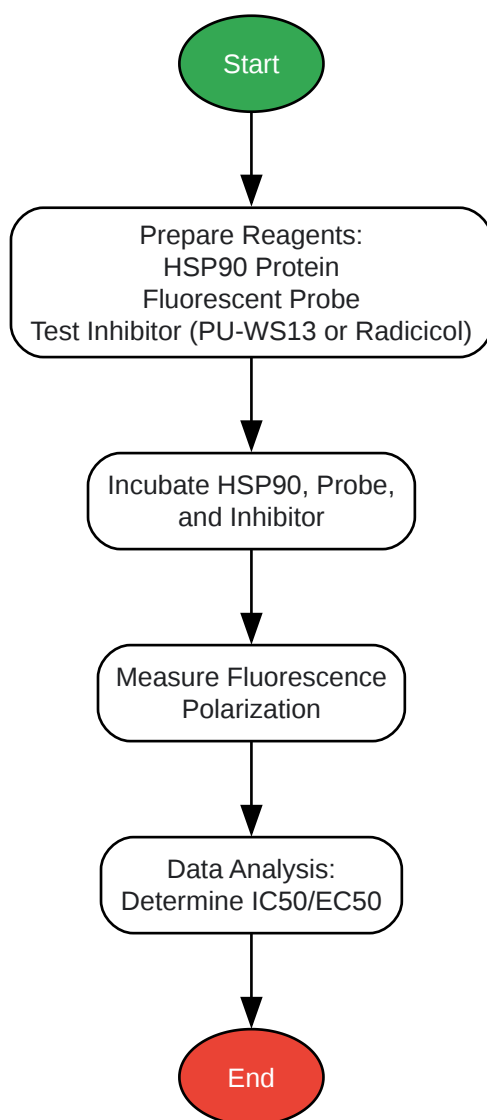 Start
Prepare Reagents:
HSP90 Protein
Fluorescent Probe
Test Inhibitor (PU-WS13 or Radicicol)
Incubate HSP90, Probe,
and Inhibitor
Measure Fluorescence
Polarization
Data Analysis:
Determine IC50/EC50
End